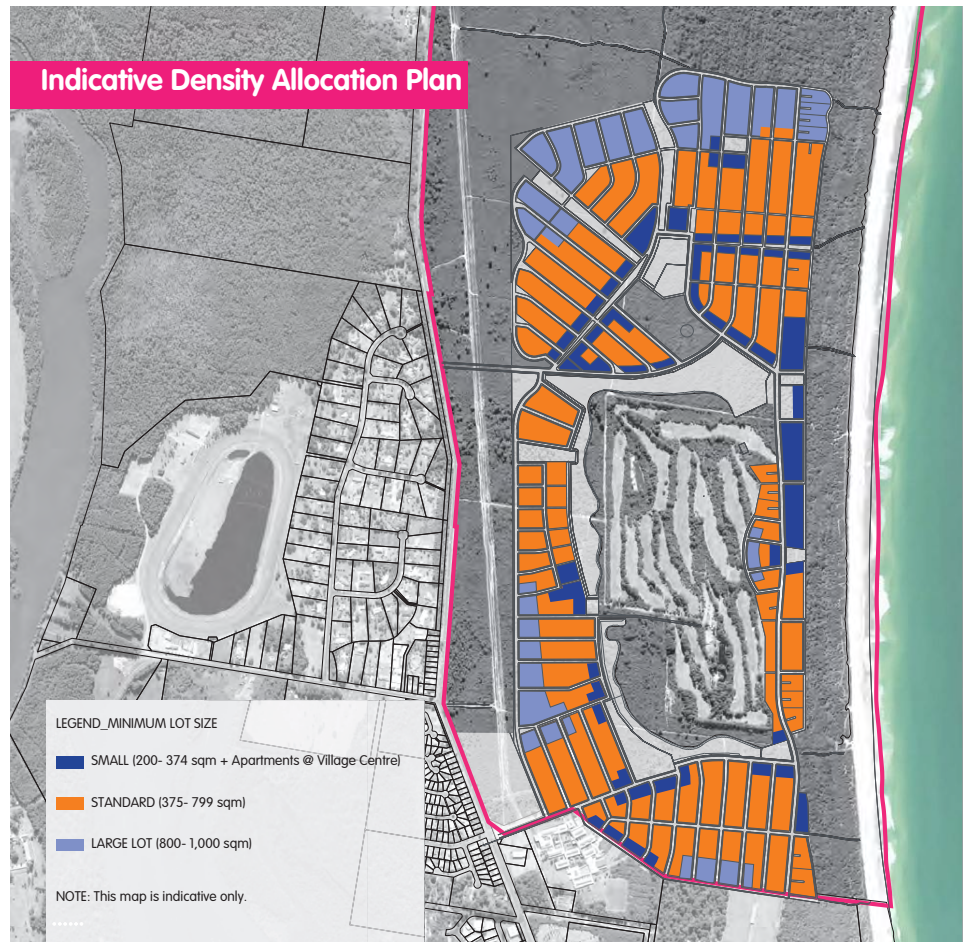 Indicative Density Allocation Plan
LEGEND_MINIMUM LOT SIZE
SMALL (200- 374 sqm + Apartments @ Village Centre)
STANDARD (375- 799 sqm)
LARGE LOT (800- 1,000 sqm)
NOTE: This map is indicative only.